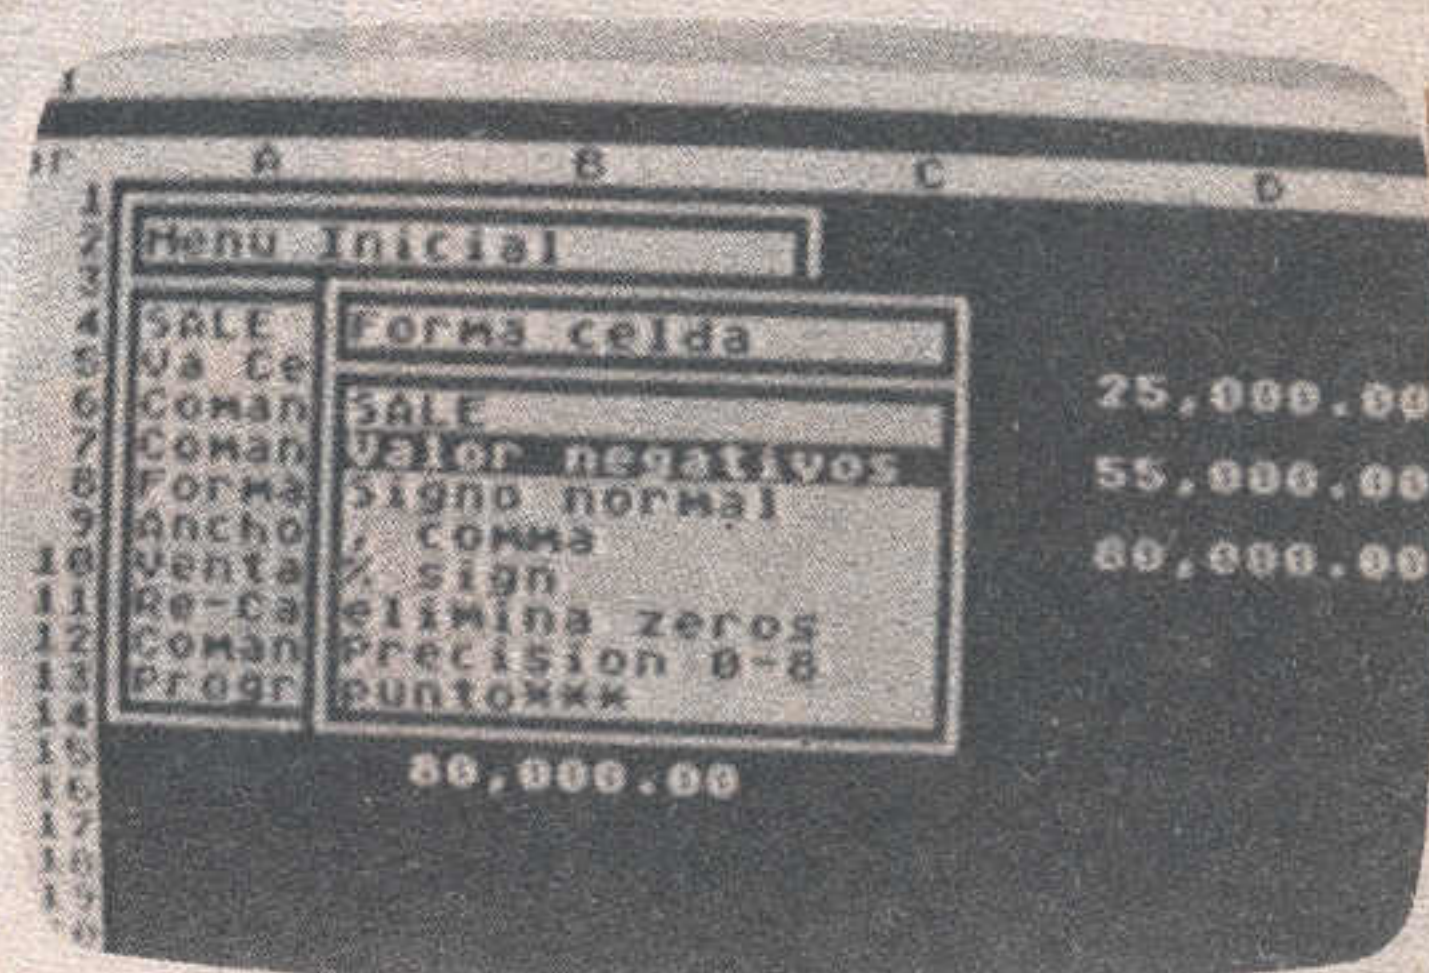 A B C D
1
2 Menu Inicial
3
4 SALE Forma celda
5 Va Ce
25,000.00
6 Coman SALE
7 Coman Valor negativos
55,000.00
8 Forma Signo normal
9 Ancho , comma
80,000.00
10 Venta % sign
11 Re-Ca elimina zeros
12 Coman Precision 0-8
13 Progr punto***
14
15
80,000.00
16
17
18